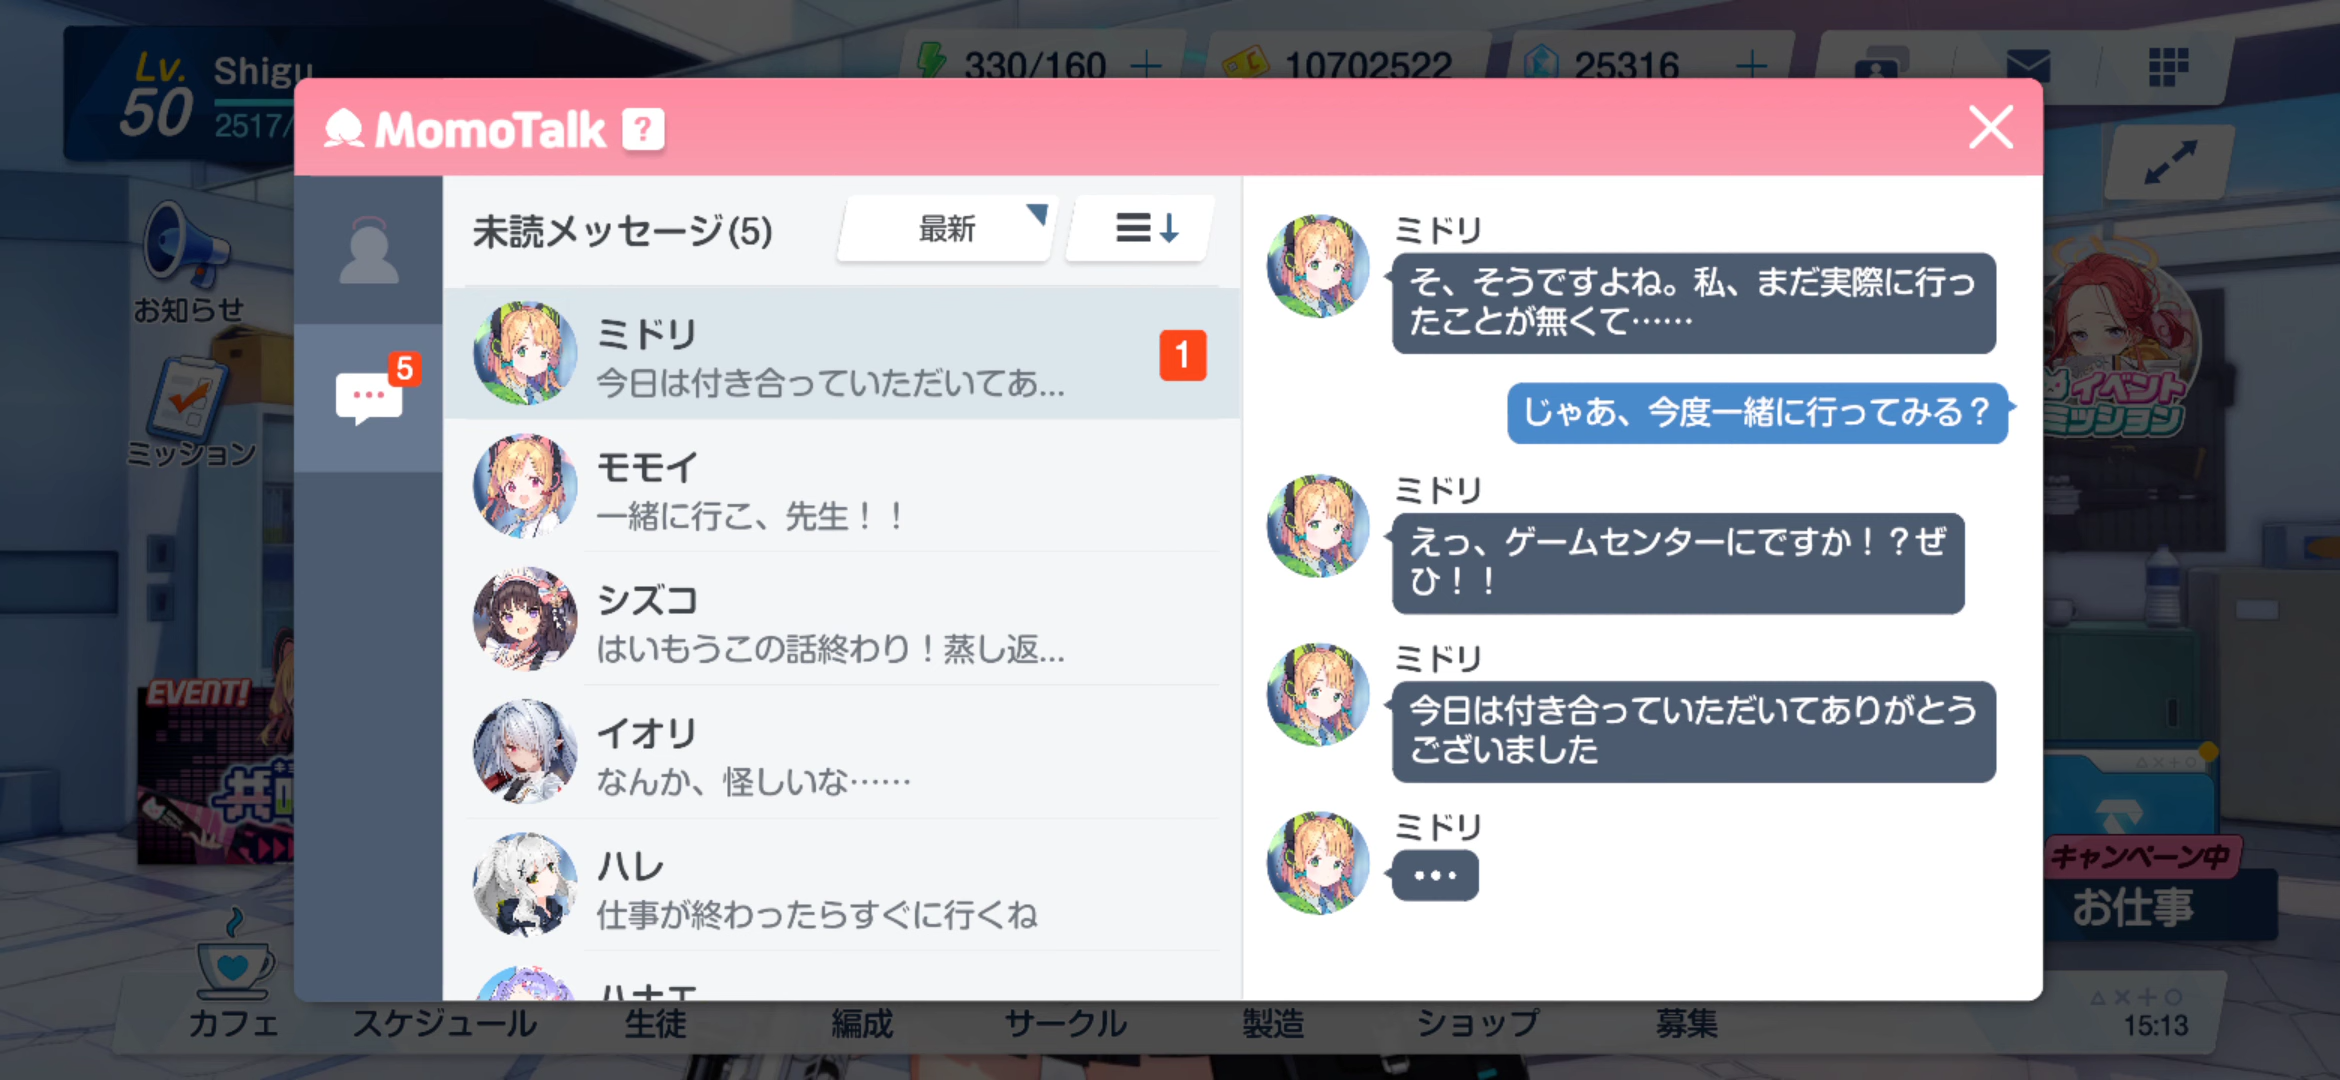 Lv.
50
Shigu
2517/
330/160
10702522
25316
MomoTalk ?
お知らせ
ミッション
5
未読メッセージ(5)
最新
ミドリ
今日は付き合っていただいてあ...
1
モモイ
一緒に行こ、先生！！
シズコ
はいもうこの話終わり！蒸し返...
イオリ
なんか、怪しいな……
ハレ
仕事が終わったらすぐに行くね
ミドリ
そ、そうですよね。私、まだ実際に行っ
たことが無くて……
じゃあ、今度一緒に行ってみる？
ミドリ
えっ、ゲームセンターにですか！？ぜ
ひ！！
ミドリ
今日は付き合っていただいてありがとう
ございました
ミドリ
•••
イベント
ミッション
EVENT!
キャンペーン中
お仕事
カフェ
スケジュール
生徒
編成
サークル
製造
ショップ
募集
15:13